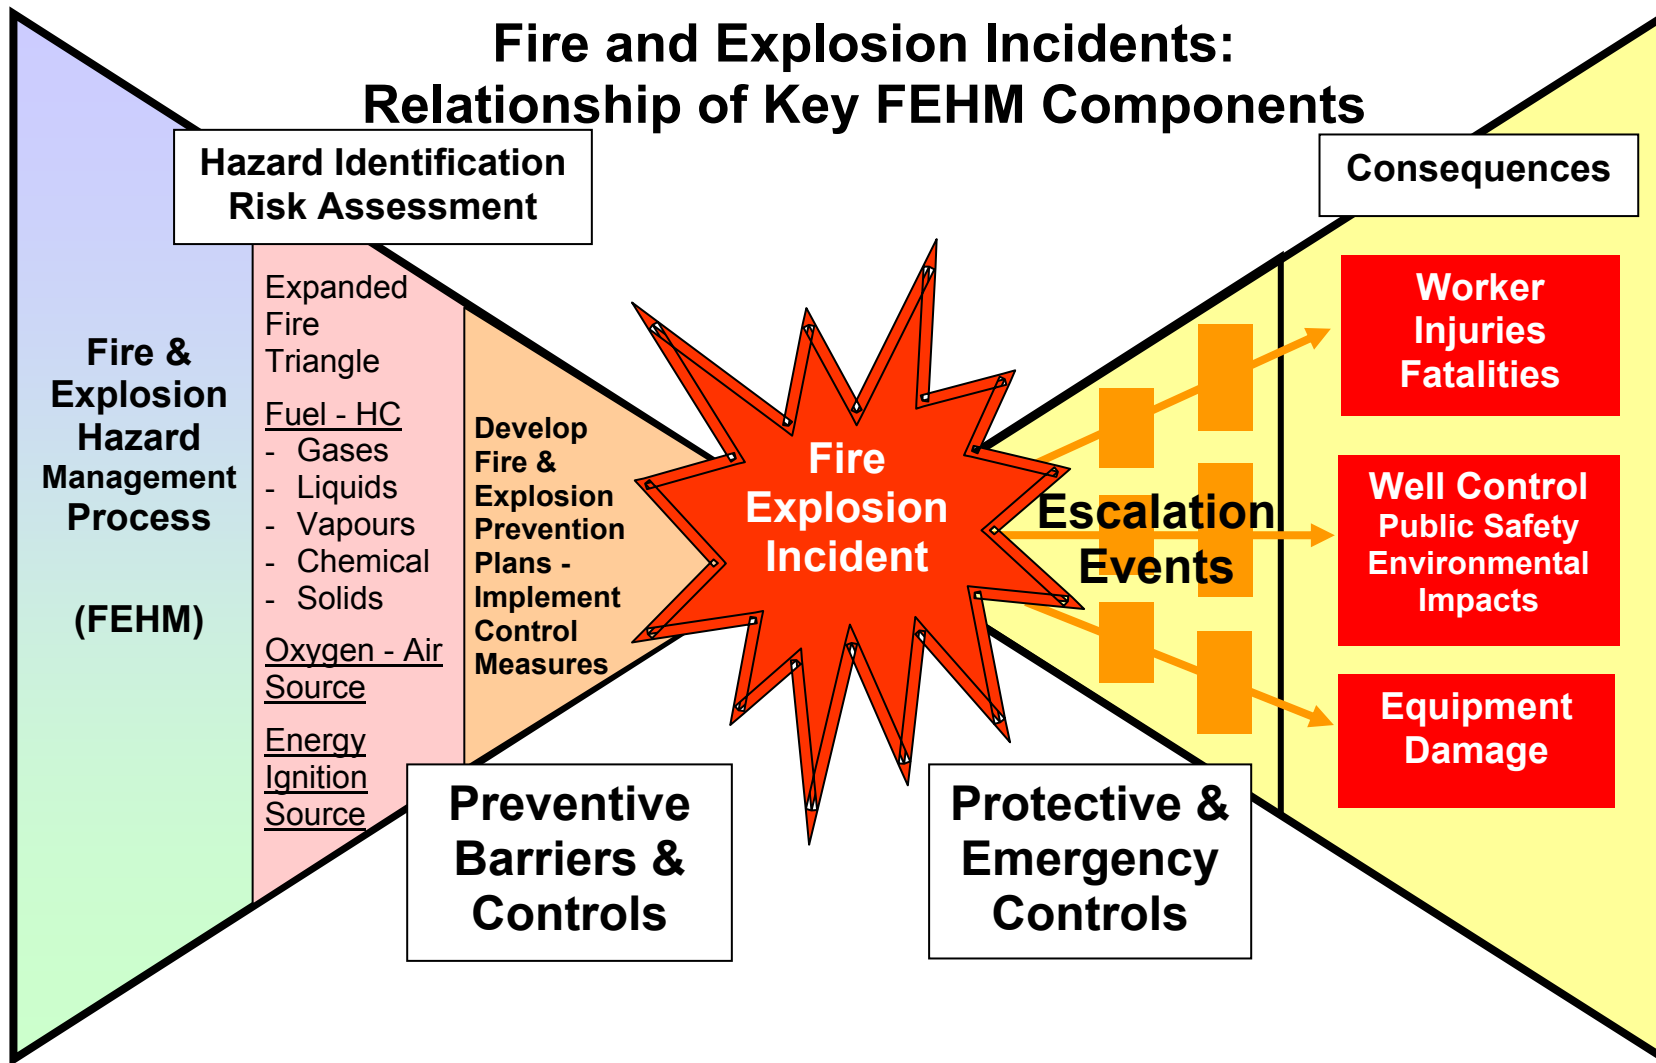 Fire and Explosion Incidents:
Relationship of Key FEHM Components
Hazard Identification
Risk Assessment
Consequences
Fire &
Explosion
Hazard
Management
Process
(FEHM)
Expanded
Fire
Triangle
Fuel - HC
- Gases
- Liquids
- Vapours
- Chemical
- Solids
Oxygen - Air
Source
Energy
Ignition
Source
Develop
Fire &
Explosion
Prevention
Plans -
Implement
Control
Measures
Fire
Explosion
Incident
Escalation
Events
Worker
Injuries
Fatalities
Well Control
Public Safety
Environmental
Impacts
Equipment
Damage
Preventive
Barriers &
Controls
Protective &
Emergency
Controls